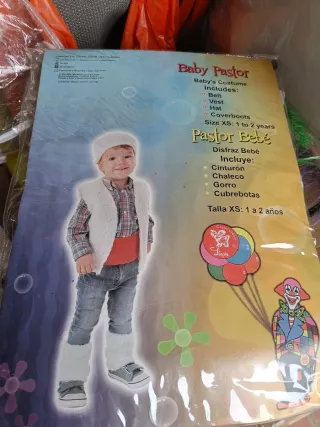 Baby Pastor
Baby's Costume
Includes:
Belt
Vest
Hat
Coverboots
Size XS: 1 to 2 years
Pastor Bebé
Disfraz Bebé
Incluye:
Cinturón
Chaleco
Gorro
Cubrebotas
Talla XS: 1 a 2 años